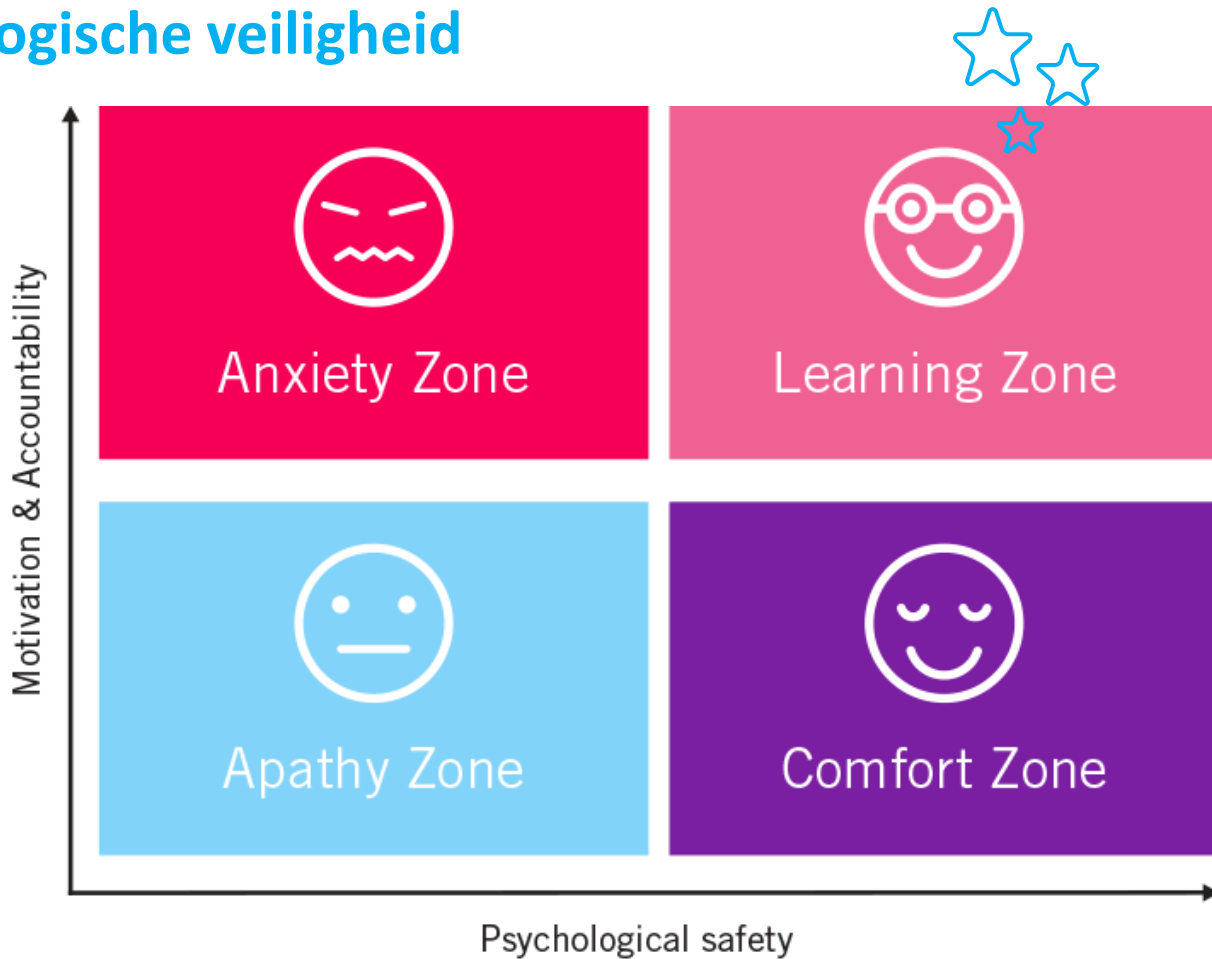 ogische veiligheid
Motivation & Accountability
Anxiety Zone
Learning Zone
Apathy Zone
Comfort Zone
Psychological safety